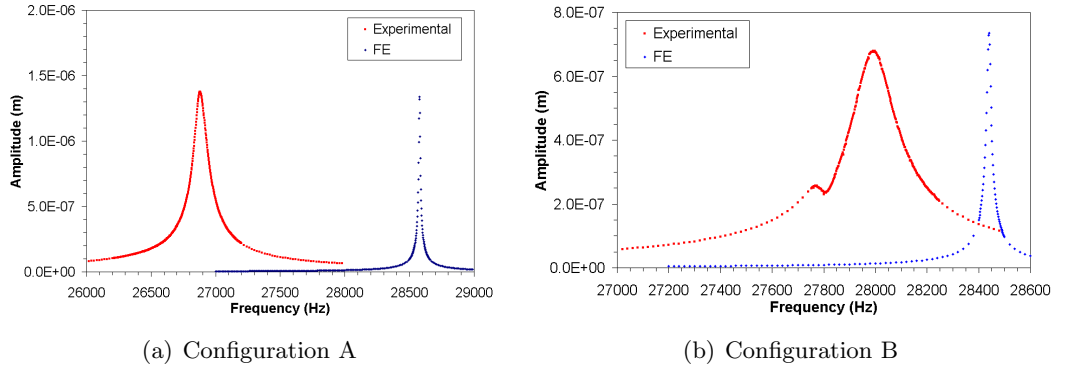 2.0E-06
1.5E-06
1.0E-06
5.0E-07
0.0E+00
Amplitude (m)
Experimental
FE
26000 26500 27000 27500 28000 28500 29000
Frequency (Hz)
(a) Configuration A
8.0E-07
6.0E-07
4.0E-07
2.0E-07
0.0E+00
Amplitude (m)
Experimental
FE
27000 27200 27400 27600 27800 28000 28200 28400 28600
Frequency (Hz)
(b) Configuration B